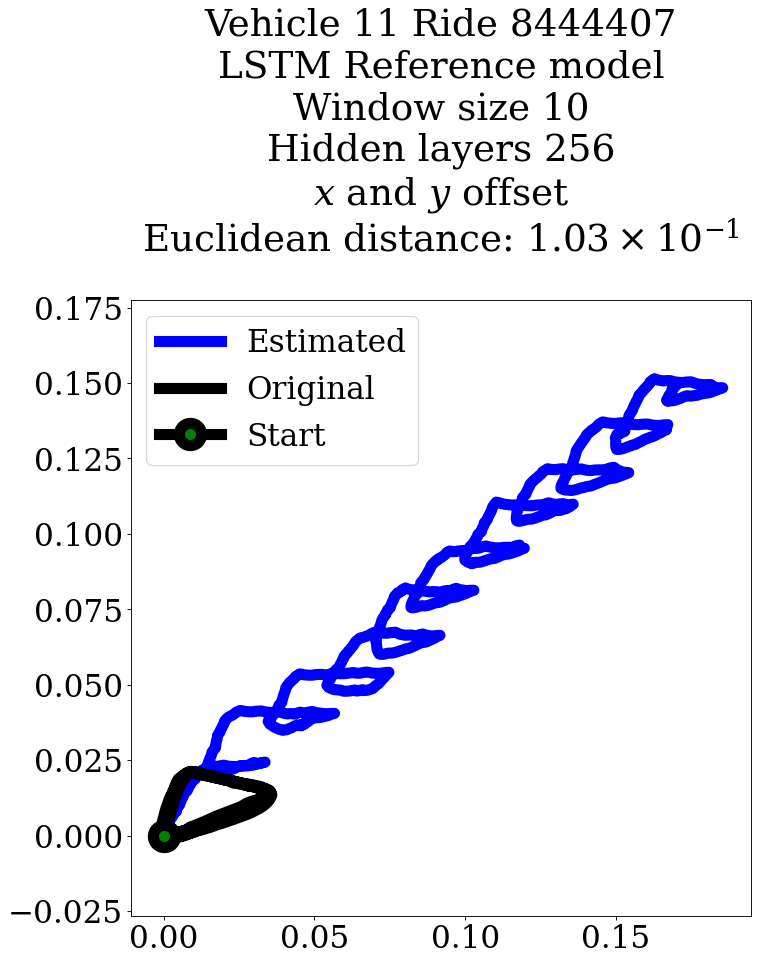 Vehicle 11 Ride 8444407
LSTM Reference model
Window size 10
Hidden layers 256
x and y offset
Euclidean distance: 1.03 × 10⁻¹
0.175
0.150
0.125
0.100
0.075
0.050
0.025
0.000
−0.025
Estimated
Original
Start
0.00 0.05 0.10 0.15